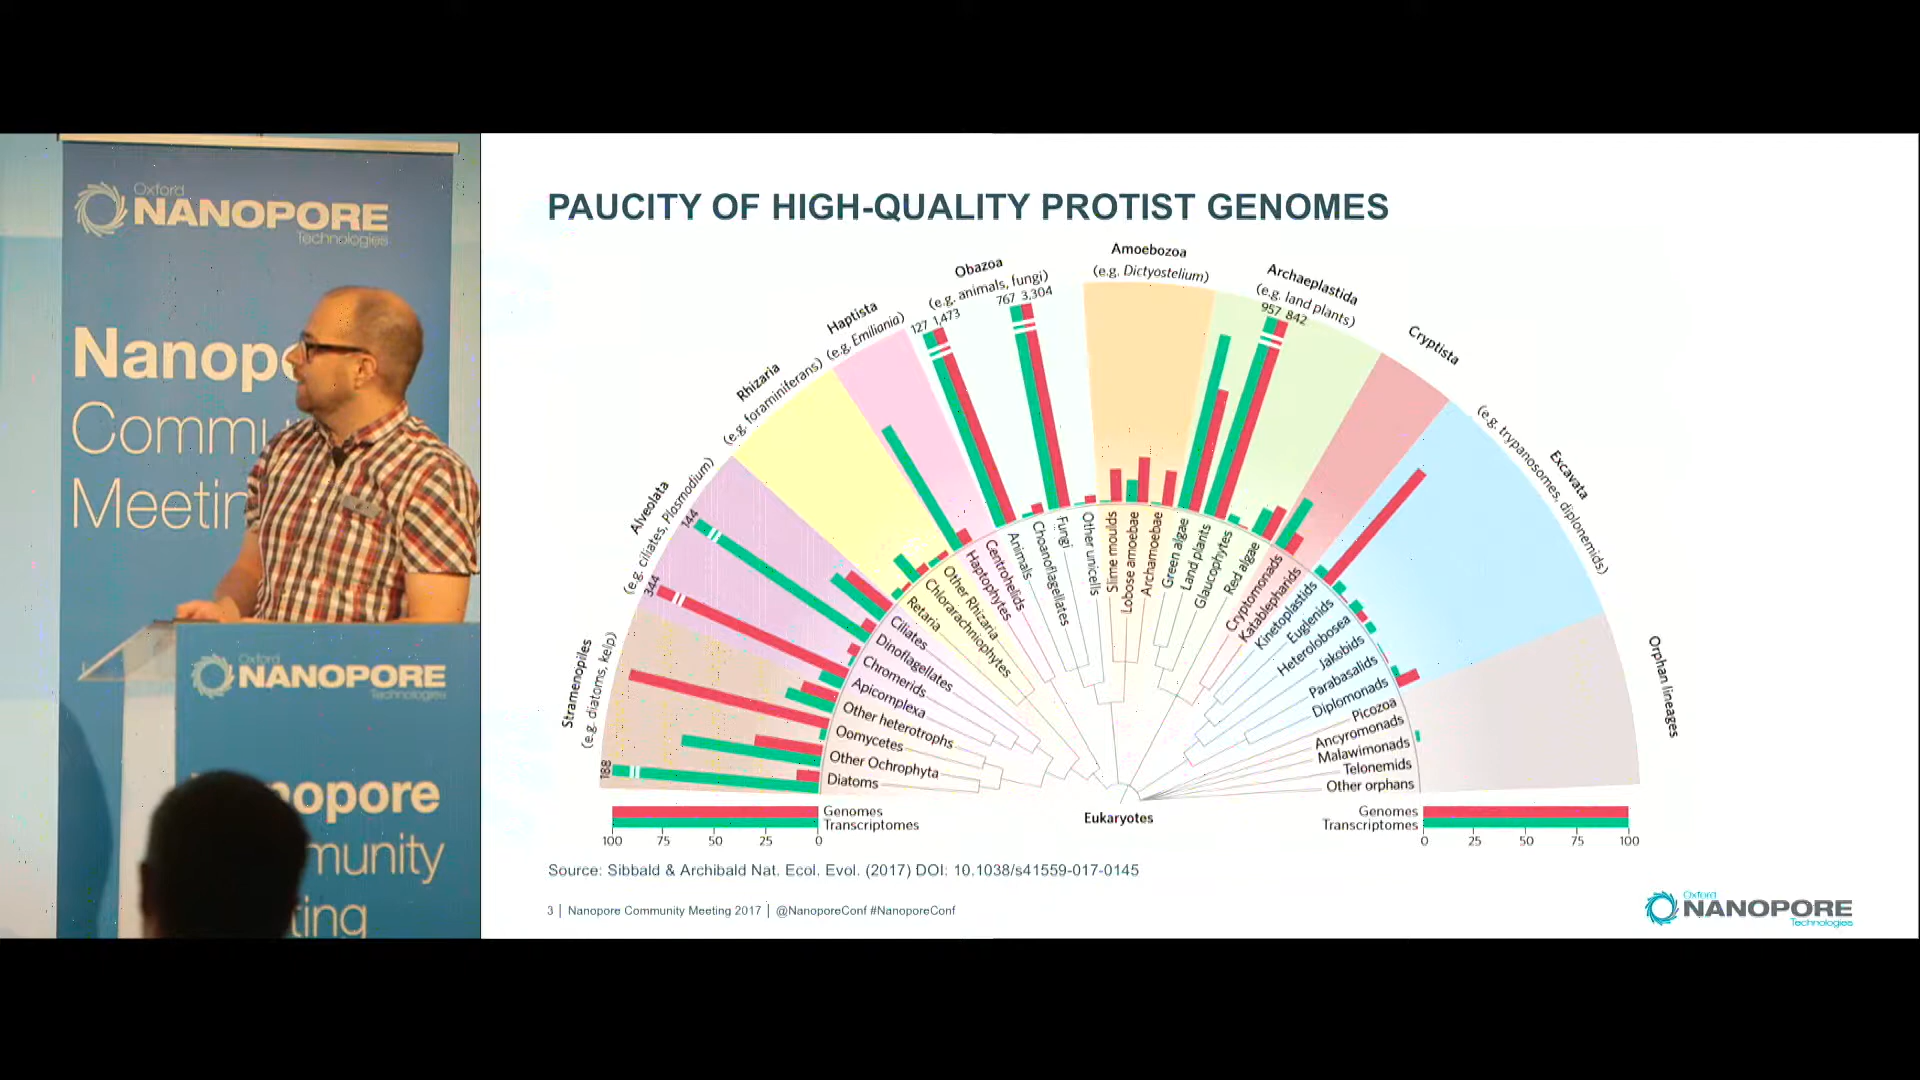 Oxford
NANOPORE
Technologies
Nanop
Commu
Meetin
Oxford
NANOPORE
Technologies
nopore
munity
ting
PAUCITY OF HIGH-QUALITY PROTIST GENOMES
Stramenopiles
(e.g. diatoms, kelp)
Alveolata
(e.g. ciliates, Plasmodium)
Rhizaria
(e.g. foraminiferans)
Haptista
(e.g. Emiliania)
Obazoa
(e.g. animals, fungi)
Amoebozoa
(e.g. Dictyostelium)
Archaeplastida
(e.g. land plants)
Cryptista
Excavata
(e.g. trypanosomes, diplonemids)
Orphan lineages
188
344
144
127 1,473
767 3,304
957 842
Diatoms
Other Ochrophyta
Oomycetes
Other heterotrophs
Apicomplexa
Chromerids
Dinoflagellates
Ciliates
Retaria
Chlorarachniophytes
Other Rhizaria
Haptophytes
Centrohelids
Animals
Choanoflagellates
Fungi
Other unicells
Slime moulds
Lobose amoebae
Archamoebae
Green algae
Land plants
Glaucophytes
Red algae
Cryptomonads
Katablepharids
Kinetoplastids
Euglenids
Heterolobosea
Jakobids
Parabasalids
Diplomonads
Picozoa
Ancyromonads
Malawimonads
Telonemids
Other orphans
Eukaryotes
Genomes
Transcriptomes
100 75 50 25 0
Genomes
Transcriptomes
0 25 50 75 100
Source: Sibbald & Archibald Nat. Ecol. Evol. (2017) DOI: 10.1038/s41559-017-0145
3 | Nanopore Community Meeting 2017 | @NanoporeConf #NanoporeConf
Oxford
NANOPORE
Technologies